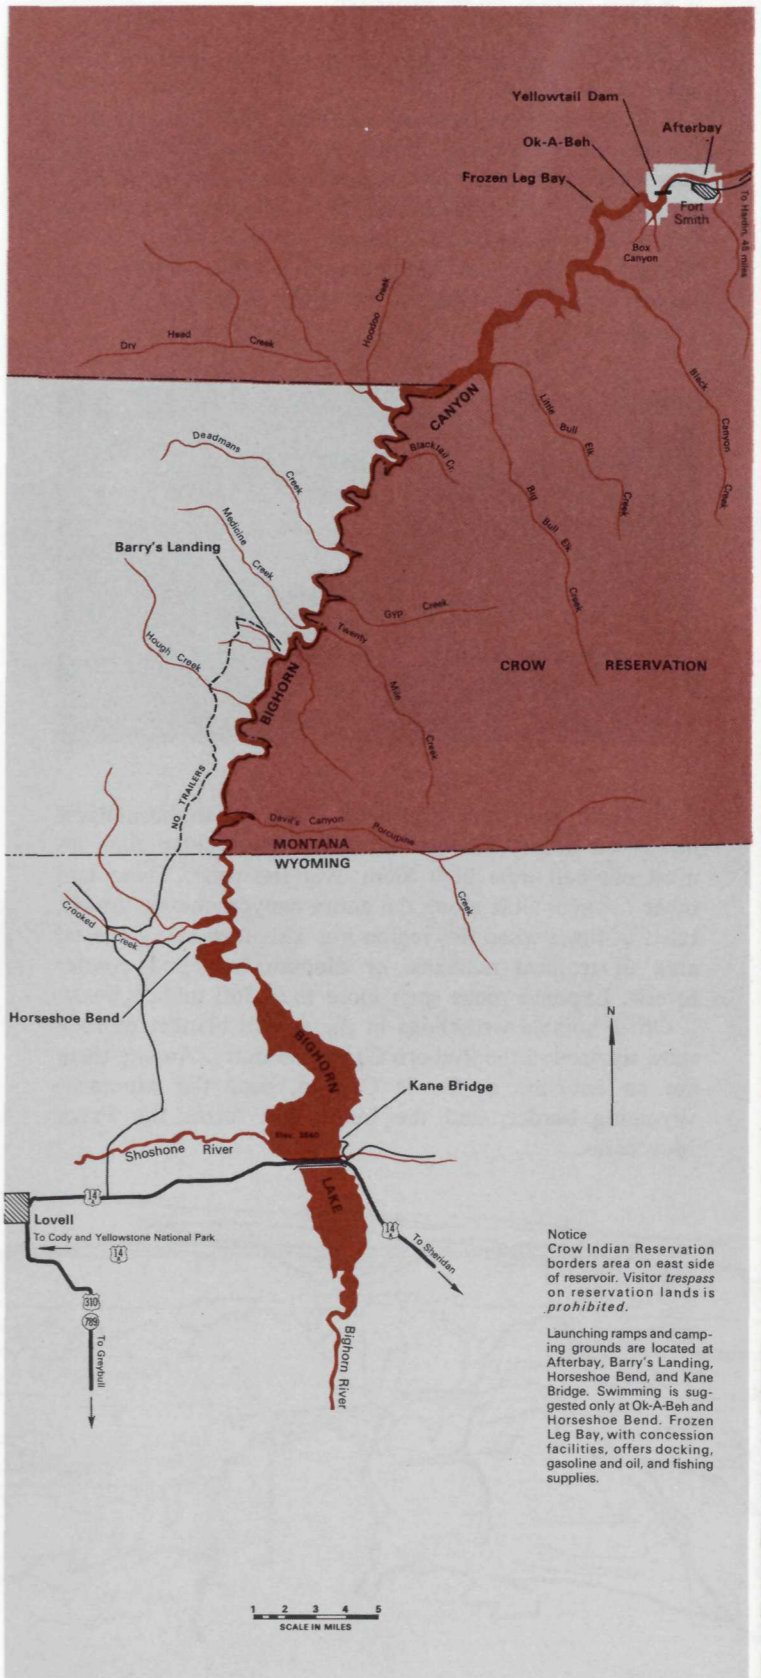 Yellowtail Dam
Afterbay
Ok-A-Beh
Frozen Leg Bay
Fort
Smith
To Hardin, 45 miles
Box
Canyon
Hoodoo Creek
Dry Head Creek
CANYON
Black Canyon Creek
Little Bull Elk Creek
Deadmans Creek
Blacktail Cr.
Big Bull Elk Creek
Medicine Creek
Barry's Landing
Gyp Creek
Twenty Mile Creek
Hough Creek
BIGHORN
CROW RESERVATION
NO TRAILERS
Devil's Canyon
Porcupine Creek
MONTANA
WYOMING
Crooked Creek
Horseshoe Bend
BIGHORN
N
Kane Bridge
Elev. 3640
Shoshone River
LAKE
14
A
Lovell
To Cody and Yellowstone National Park
14
A
14
A
To Sheridan
310
789
To Greybull
Bighorn River
Notice
Crow Indian Reservation
borders area on east side
of reservoir. Visitor trespass
on reservation lands is
prohibited.
Launching ramps and camp-
ing grounds are located at
Afterbay, Barry's Landing,
Horseshoe Bend, and Kane
Bridge. Swimming is sug-
gested only at Ok-A-Beh and
Horseshoe Bend. Frozen
Leg Bay, with concession
facilities, offers docking,
gasoline and oil, and fishing
supplies.
1 2 3 4 5
SCALE IN MILES